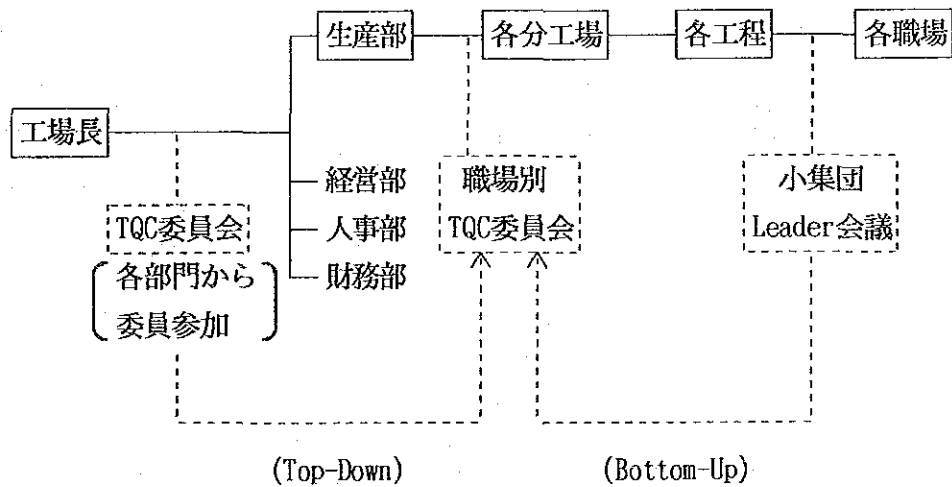 生産部
各分工場
各工程
各職場
工場長
経営部
人事部
財務部
TQC委員会
各部門から
委員参加
職場別
TQC委員会
小集団
Leader会議
(Top-Down)
(Bottom-Up)